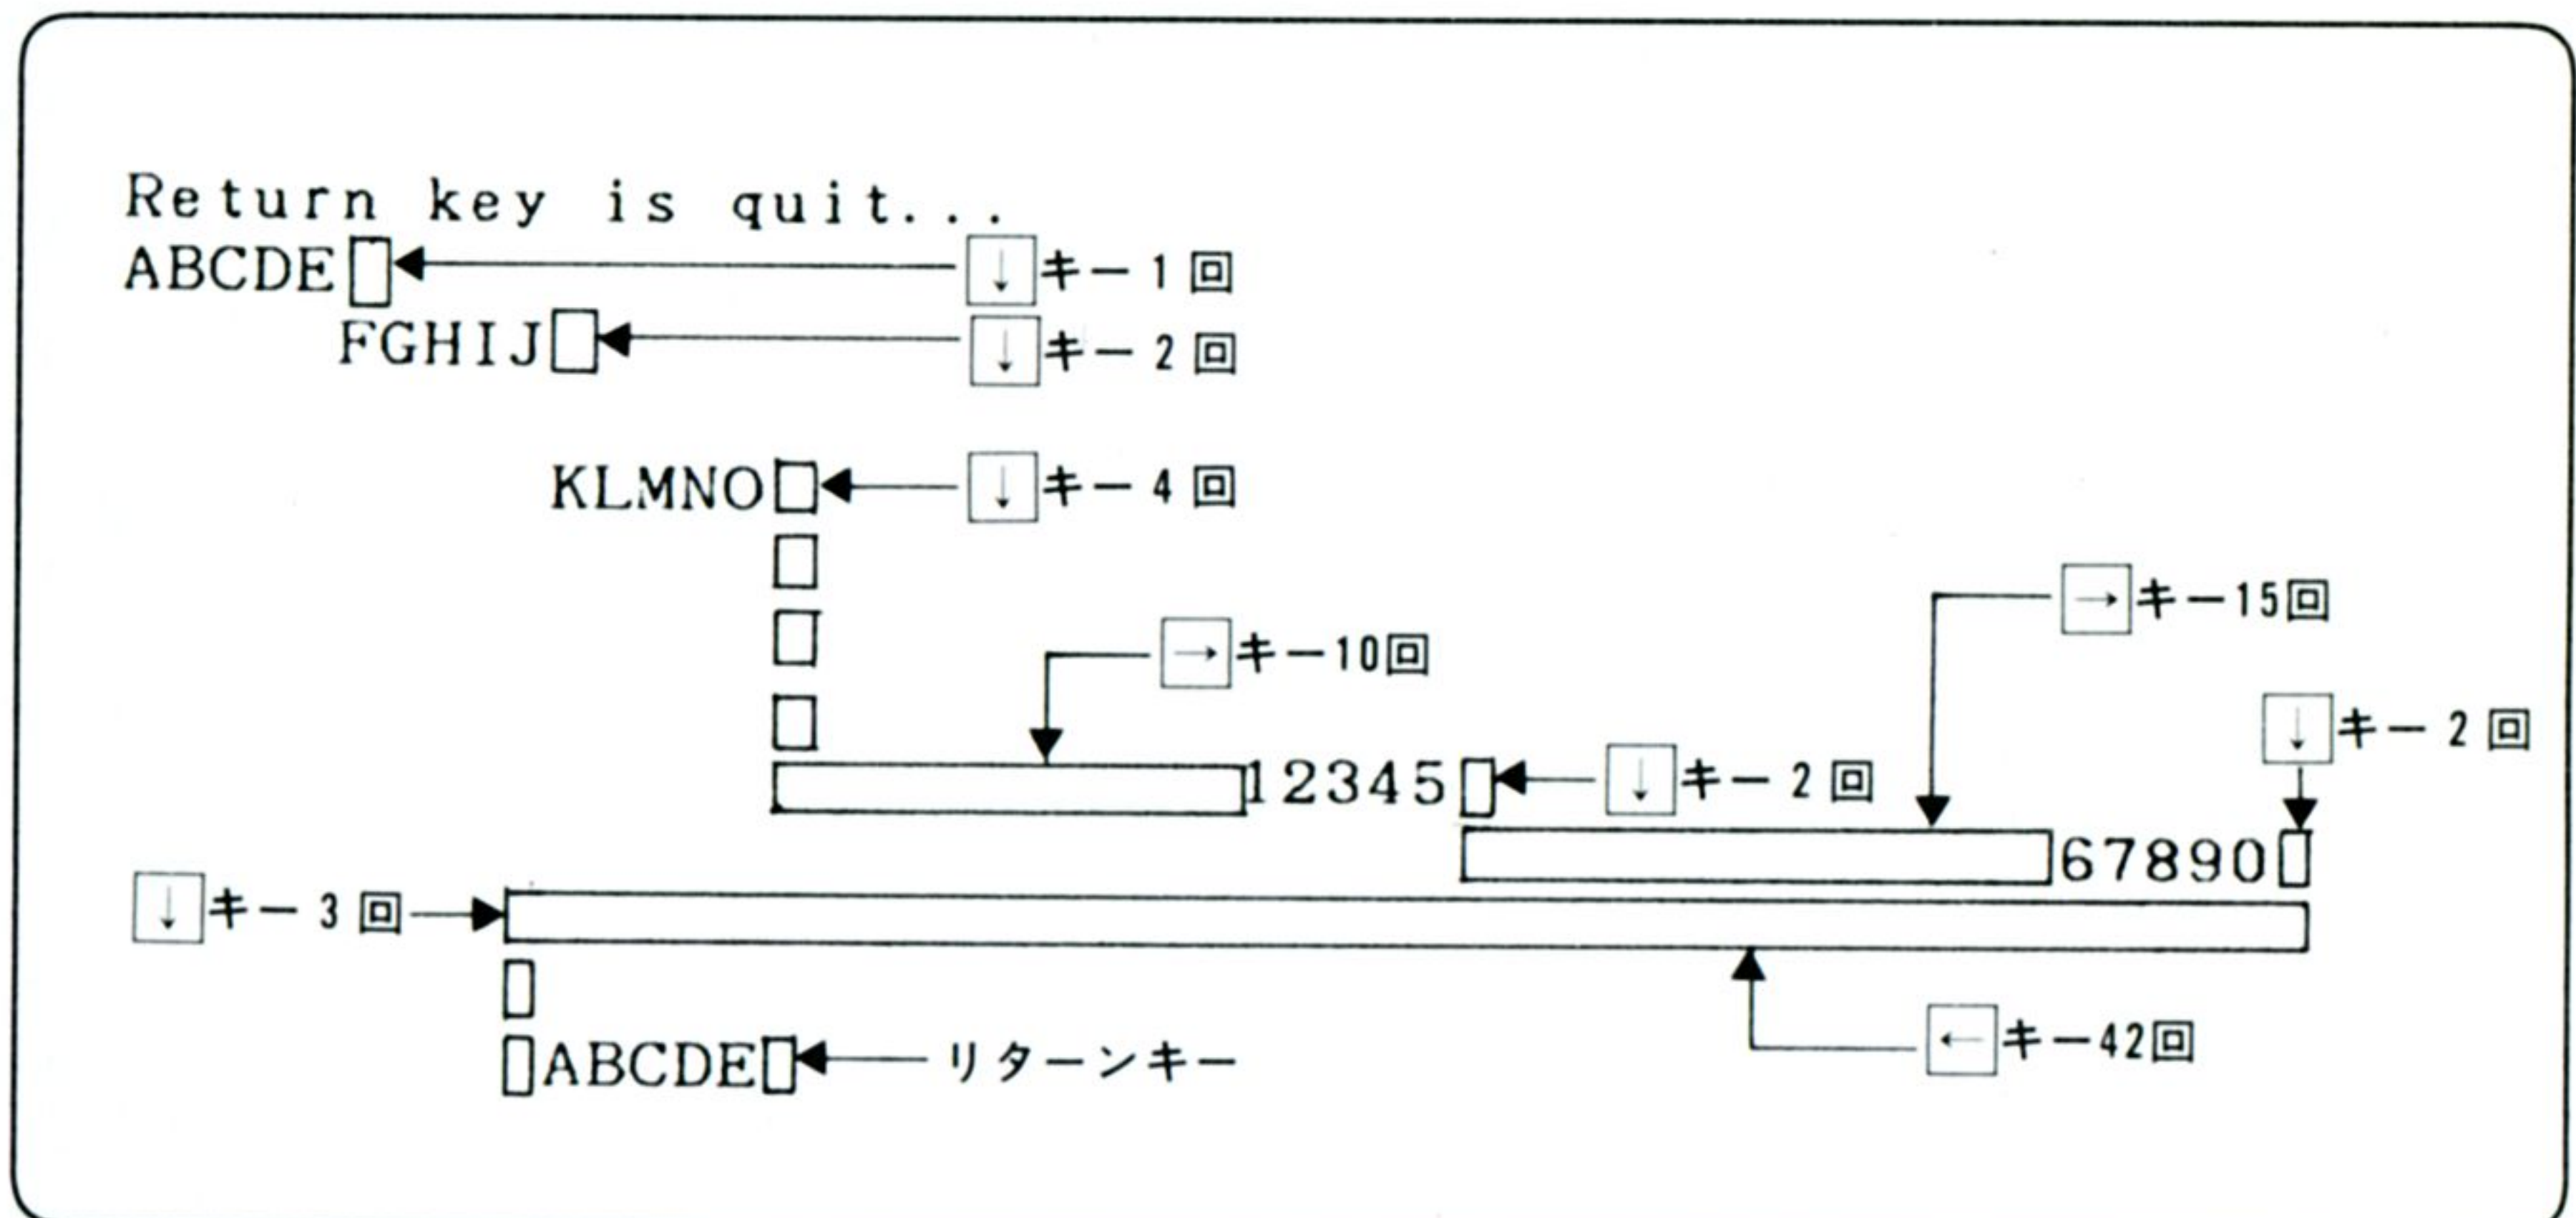 Return key is quit...
ABCDE ↓キー1回
FGHIJ ↓キー2回
KLMNO ↓キー4回
→キー15回
→キー10回
↓キー2回
12345 ↓キー2回
67890
↓キー3回
←キー42回
ABCDE リターンキー